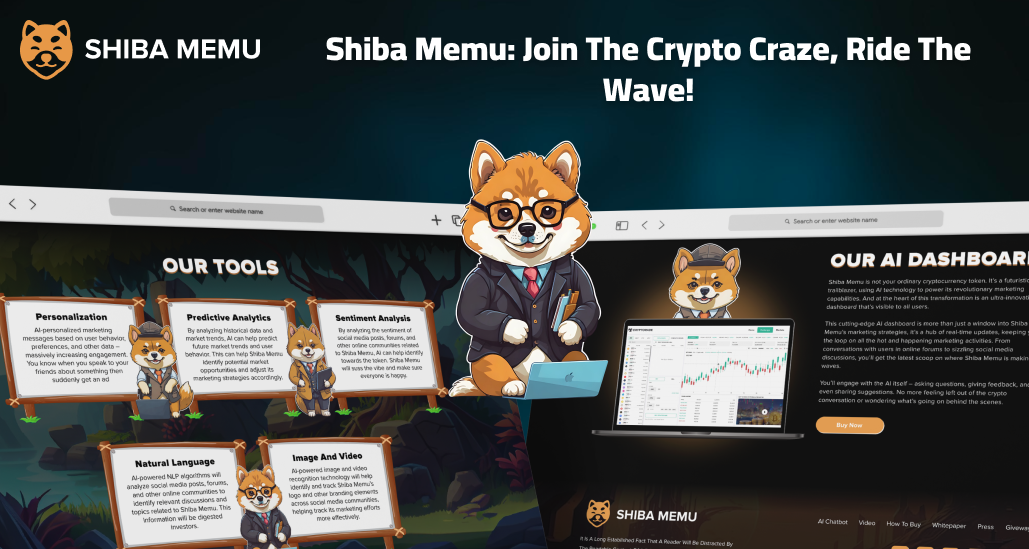 SHIBA MEMU
Shiba Memu: Join The Crypto Craze, Ride The
Wave!
Search or enter website name
OUR TOOLS
Personalization
AI-personalized marketing
messages based on user behavior,
preferences, and other data –
massively increasing engagement.
You know when you speak to your
friends about something then
suddenly get an ad
Predictive Analytics
By analyzing historical data and
market trends, AI can help predict
future market trends and user
behavior. This can help Shiba Memu
identify potential market
opportunities and adjust its
marketing strategies accordingly.
Sentiment Analysis
By analyzing the sentiment of
social media posts, forums, and
other online communities related
to Shiba Memu, AI can help identify
towards the token. Shiba Memu
will suss the vibe and make sure
everyone is happy.
Natural Language
AI-powered NLP algorithms will
analyze social media posts, forums,
and other online communities to
identify relevant discussions and
topics related to Shiba Memu. This
information will be digested
investors.
Image And Video
AI-powered image and video
recognition technology will help
identify and track Shiba Memu's
logo and other branding elements
across social media communities,
helping track its marketing efforts
more effectively.
Search or enter website name
OUR AI DASHBOAR
Shiba Memu is not your ordinary cryptocurrency token. It's a futuristic
trailblazer, using AI technology to power its revolutionary marketing
capabilities. And at the heart of this transformation is an ultra-innovat
dashboard that's visible to all users.
This cutting-edge AI dashboard is more than just a window into Shiba
Memu's marketing strategies, it's a hub of real-time updates, keeping
the loop on all the hot and happening marketing activities. From
conversations with users in online forums to sizzling social media
discussions, you'll get the latest scoop on where Shiba Memu is makin
waves.
You'll engage with the AI itself – asking questions, giving feedback, and
even sharing suggestions. No more feeling left out of the crypto
conversation or wondering what's going on behind the scenes.
Buy Now
SHIBA MEMU
AI Chatbot Video How To Buy Whitepaper Press Giveaw
It Is A Long Established Fact That A Reader Will Be Distracted By